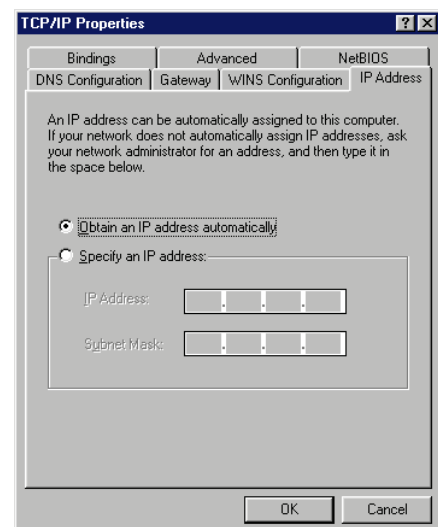 TCP/IP Properties
Bindings Advanced NetBIOS
DNS Configuration Gateway WINS Configuration IP Address
An IP address can be automatically assigned to this computer.
If your network does not automatically assign IP addresses, ask
your network administrator for an address, and then type it in
the space below.
Obtain an IP address automatically
Specify an IP address:
IP Address:
Subnet Mask:
OK Cancel